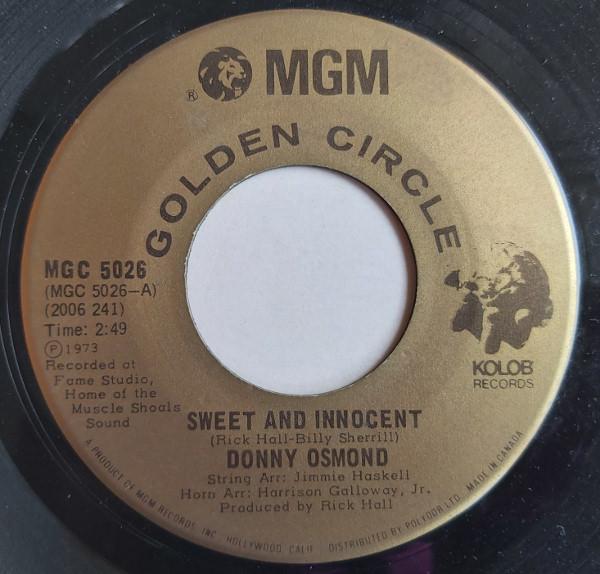 ® MGM
GOLDEN CIRCLE
MGC 5026
(MGC 5026-A)
(2006 241)
Time: 2:49
℗ 1973
Recorded at
Fame Studio,
Home of the
Muscle Shoals
Sound
KOLOB
RECORDS
SWEET AND INNOCENT
(Rick Hall-Billy Sherrill)
DONNY OSMOND
String Arr: Jimmie Haskell
Horn Arr: Harrison Galloway, Jr.
Produced by Rick Hall
A PRODUCT OF MGM RECORDS, INC. HOLLYWOOD, CALIF. DISTRIBUTED BY POLYDOR LTD. MADE IN CANADA